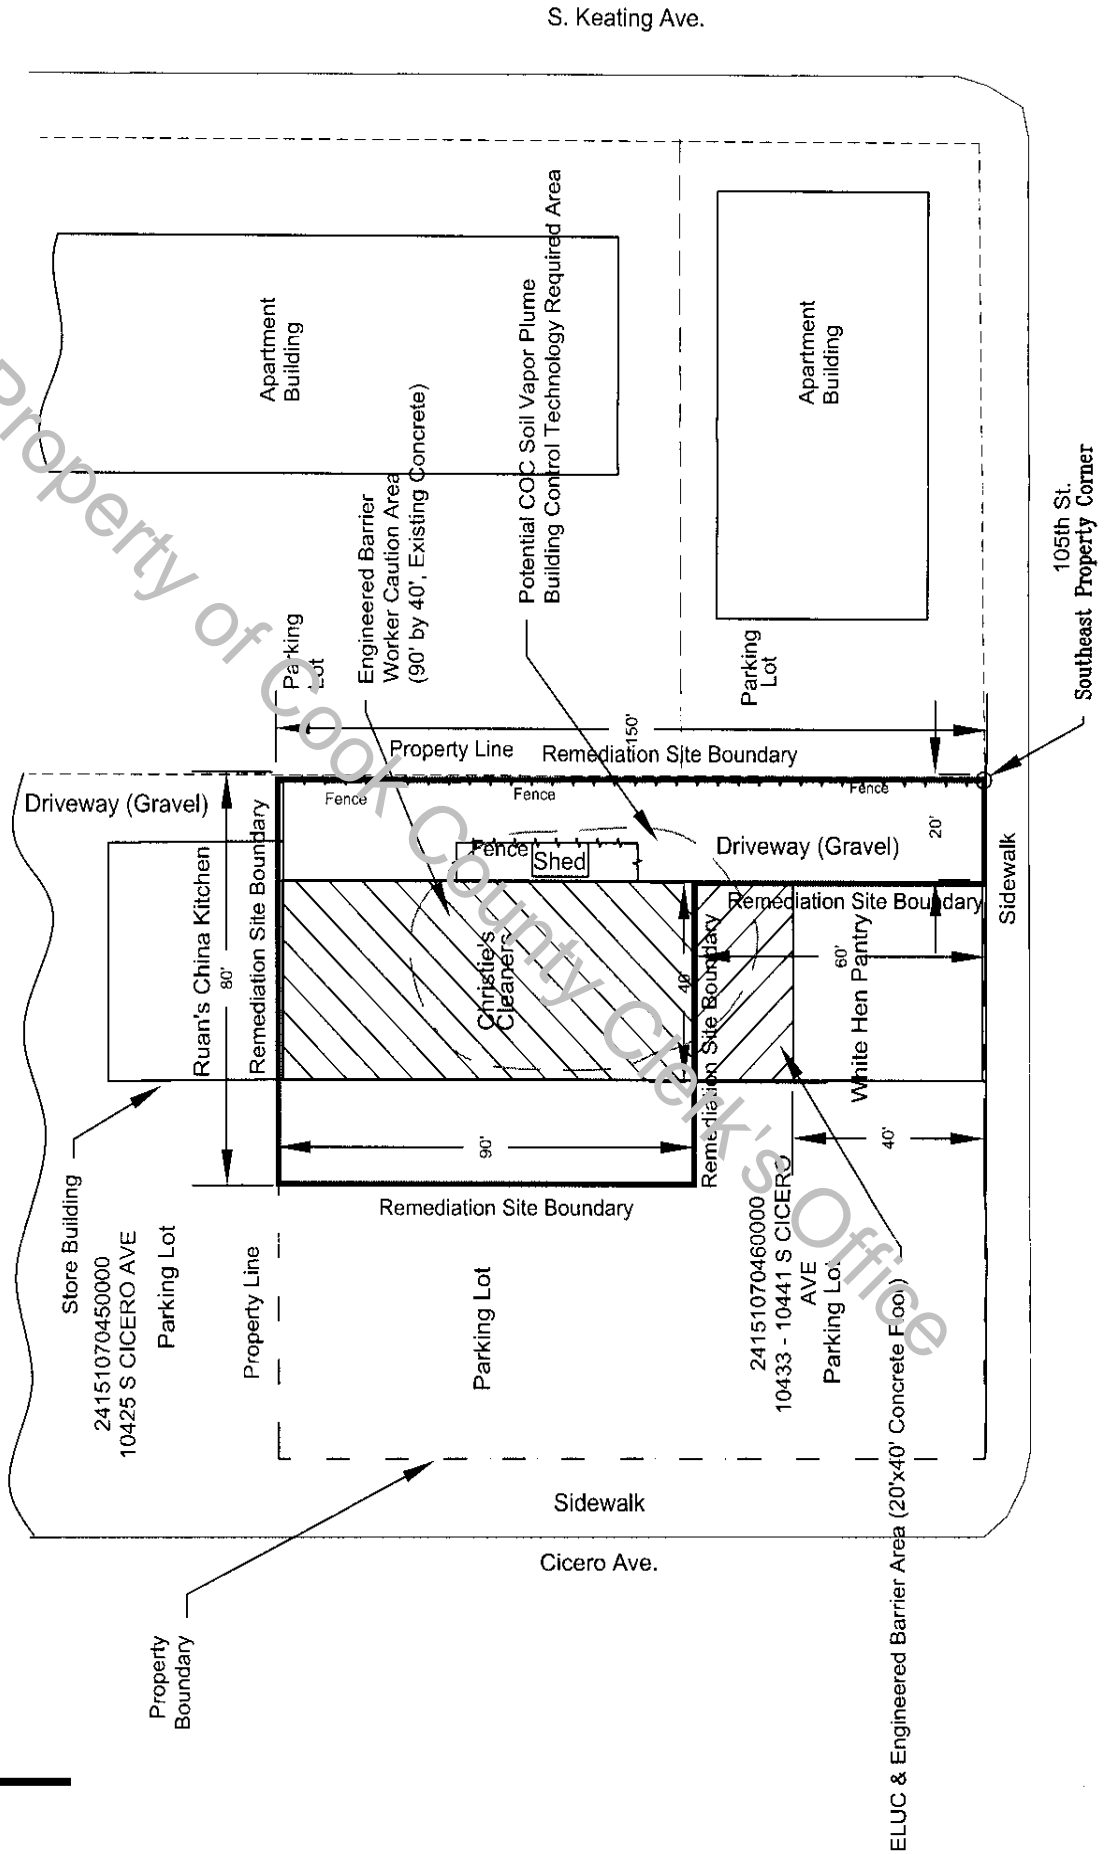 S. Keating Ave.
Apartment
Building
Apartment
Building
Potential COC Soil Vapor Plume
Building Control Technology Required Area
Engineered Barrier
Worker Caution Area
(90' by 40', Existing Concrete)
Parking
Lot
Parking
Lot
105th St.
Southeast Property Corner
150'
Property Line
Remediation Site Boundary
Driveway (Gravel)
Fence
Fence
Fence
Fence
Shed
Driveway (Gravel)
20'
Sidewalk
Ruan's China Kitchen
80'
Remediation Site Boundary
Christie's
Cleaners
40'
Remediation Site Boundary
Remediation Site Boundary
60'
White Hen Pantry
90'
40'
Remediation Site Boundary
Store Building
24151070450000
10425 S CICERO AVE
Parking Lot
Property Line
Parking Lot
24151070460000
10433 - 10441 S CICERO
AVE
Parking Lot
ELUC & Engineered Barrier Area (20'x40' Concrete Floor)
Sidewalk
Cicero Ave.
Property
Boundary
Property of Cook County Clerk's Office